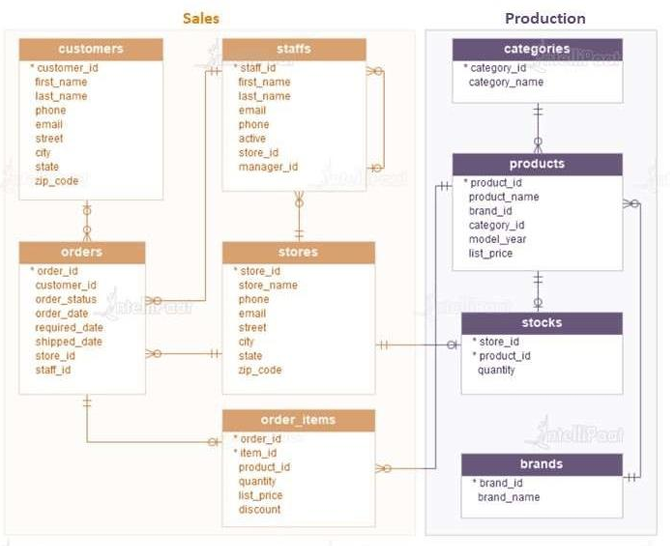 Sales
Production
customers
* customer_id
first_name
last_name
phone
email
street
city
state
zip_code
staffs
* staff_id
first_name
last_name
email
phone
active
store_id
manager_id
categories
* category_id
category_name
products
* product_id
product_name
brand_id
category_id
model_year
list_price
orders
* order_id
customer_id
order_status
order_date
required_date
shipped_date
store_id
staff_id
stores
* store_id
store_name
phone
email
street
city
state
zip_code
stocks
* store_id
* product_id
quantity
order_items
* order_id
* item_id
product_id
quantity
list_price
discount
brands
* brand_id
brand_name
IntelliPaat
IntelliPaat
IntelliPaat